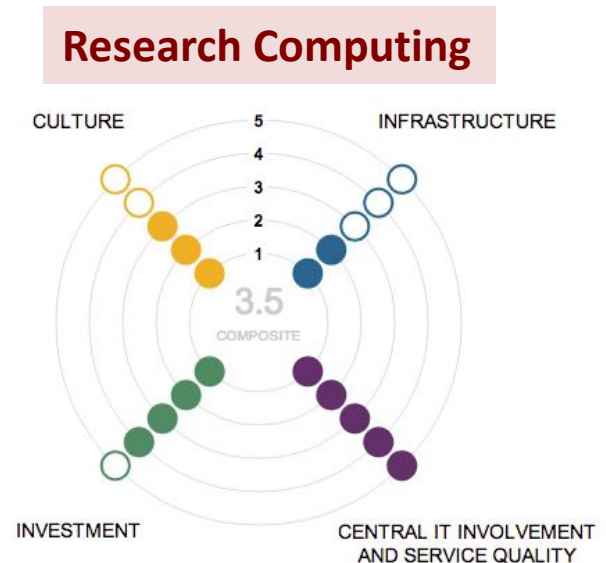 Research Computing
CULTURE
INFRASTRUCTURE
5
4
3
2
1
3.5
COMPOSITE
INVESTMENT
CENTRAL IT INVOLVEMENT
AND SERVICE QUALITY